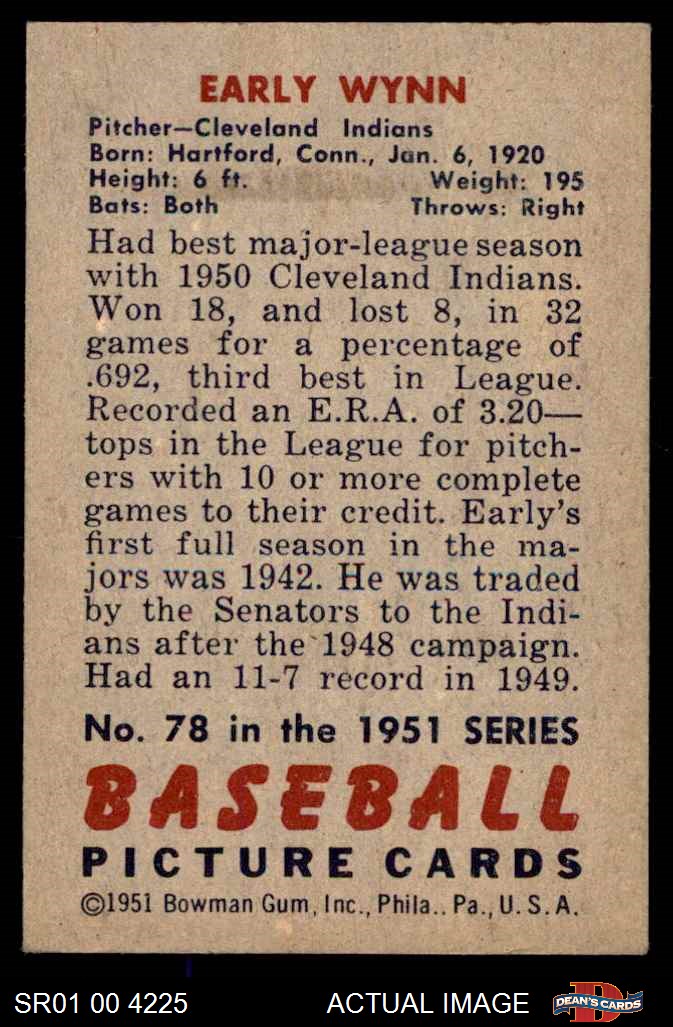 EARLY WYNN
Pitcher—Cleveland Indians
Born: Hartford, Conn., Jan. 6, 1920
Height: 6 ft. Weight: 195
Bats: Both Throws: Right
Had best major-league season
with 1950 Cleveland Indians.
Won 18, and lost 8, in 32
games for a percentage of
.692, third best in League.
Recorded an E.R.A. of 3.20—
tops in the League for pitch-
ers with 10 or more complete
games to their credit. Early's
first full season in the ma-
jors was 1942. He was traded
by the Senators to the Indi-
ans after the 1948 campaign.
Had an 11-7 record in 1949.
No. 78 in the 1951 SERIES
BASEBALL
PICTURE CARDS
©1951 Bowman Gum, Inc., Phila.. Pa., U. S. A.
SR01 00 4225 ACTUAL IMAGE D DEAN'S CARDS